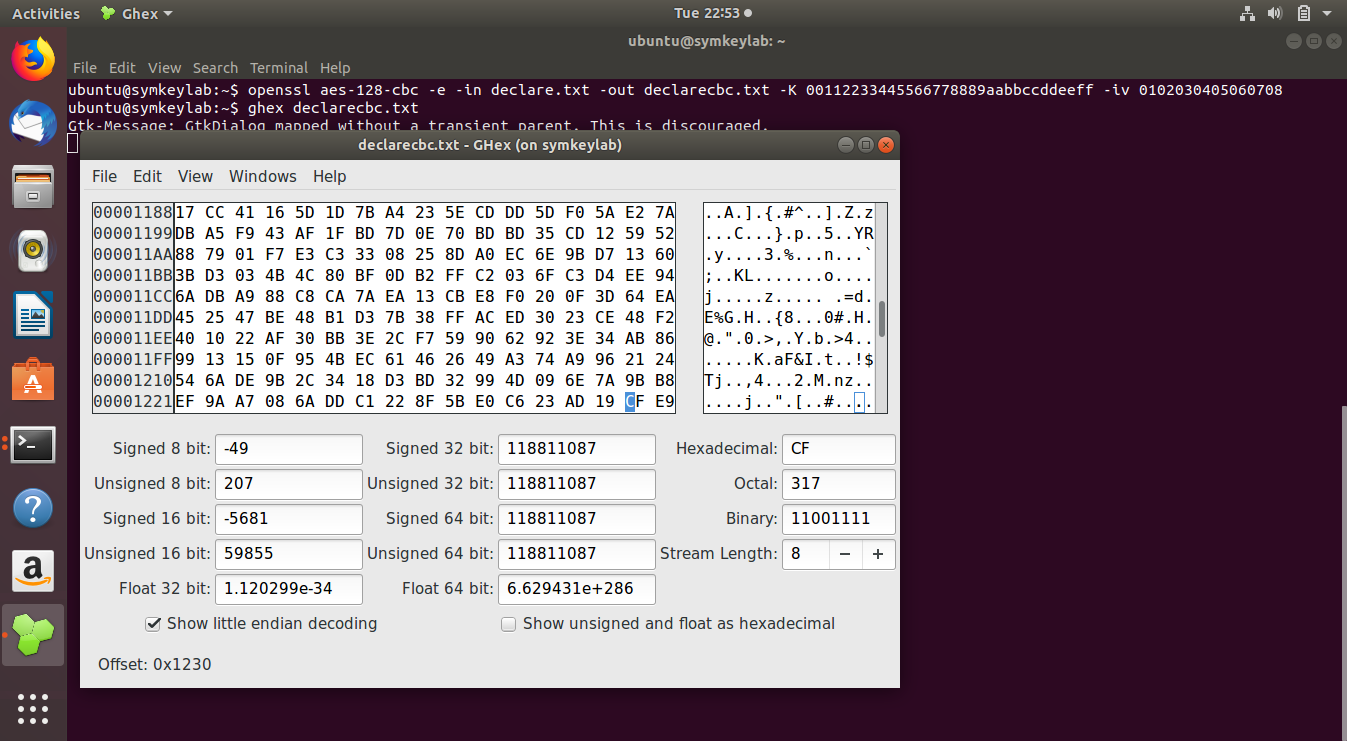 Activities Ghex Tue 22:53
ubuntu@symkeylab: ~
File Edit View Search Terminal Help
ubuntu@symkeylab:~$ openssl aes-128-cbc -e -in declare.txt -out declarecbc.txt -K 00112233445566778889aabbccddeeff -iv 0102030405060708
ubuntu@symkeylab:~$ ghex declarecbc.txt
Gtk-Message: GtkDialog mapped without a transient parent. This is discouraged.
declarecbc.txt - GHex (on symkeylab)
File Edit View Windows Help
00001188 17 CC 41 16 5D 1D 7B A4 23 5E CD DD 5D F0 5A E2 7A ..A.].{.#^..].Z.z
00001199 DB A5 F9 43 AF 1F BD 7D 0E 70 BD BD 35 CD 12 59 52 ...C...}.p..5..YR
000011AA 88 79 01 F7 E3 C3 33 08 25 8D A0 EC 6E 9B D7 13 60 .y....3.%...n...`
000011BB 3B D3 03 4B 4C 80 BF 0D B2 FF C2 03 6F C3 D4 EE 94 ;..KL.......o....
000011CC 6A DB A9 88 C8 CA 7A EA 13 CB E8 F0 20 0F 3D 64 EA j.....z..... .=d.
000011DD 45 25 47 BE 48 B1 D3 7B 38 FF AC ED 30 23 CE 48 F2 E%G.H..{8...0#.H.
000011EE 40 10 22 AF 30 BB 3E 2C F7 59 90 62 92 3E 34 AB 86 @.".0.>,.Y.b.>4..
000011FF 99 13 15 0F 95 4B EC 61 46 26 49 A3 74 A9 96 21 24 .....K.aF&I.t..!$
00001210 54 6A DE 9B 2C 34 18 D3 BD 32 99 4D 09 6E 7A 9B B8 Tj..,4...2.M.nz..
00001221 EF 9A A7 08 6A DD C1 22 8F 5B E0 C6 23 AD 19 CF E9 ....j..".[..#....
Signed 8 bit: -49 Signed 32 bit: 118811087 Hexadecimal: CF
Unsigned 8 bit: 207 Unsigned 32 bit: 118811087 Octal: 317
Signed 16 bit: -5681 Signed 64 bit: 118811087 Binary: 11001111
Unsigned 16 bit: 59855 Unsigned 64 bit: 118811087 Stream Length: 8 − +
Float 32 bit: 1.120299e-34 Float 64 bit: 6.629431e+286
Show little endian decoding Show unsigned and float as hexadecimal
Offset: 0x1230